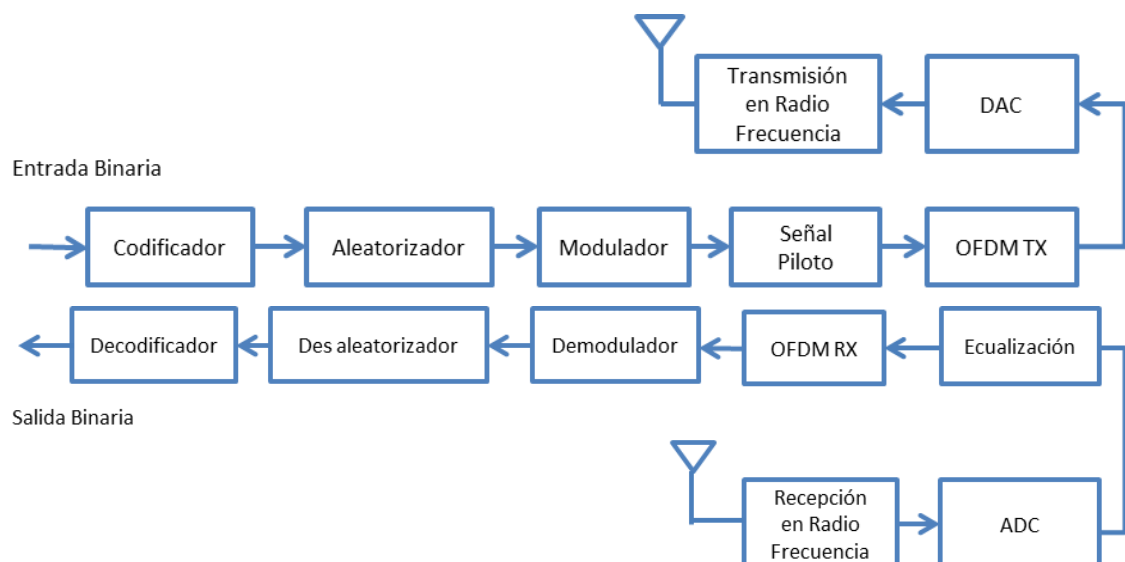 Transmisión
en Radio
Frecuencia
DAC
Entrada Binaria
Codificador
Aleatorizador
Modulador
Señal
Piloto
OFDM TX
Decodificador
Des aleatorizador
Demodulador
OFDM RX
Ecualización
Salida Binaria
Recepción
en Radio
Frecuencia
ADC